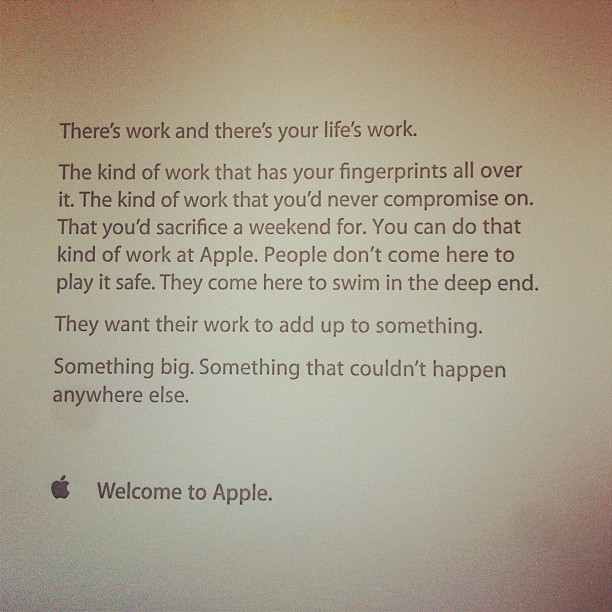 There's work and there's your life's work.
The kind of work that has your fingerprints all over
it. The kind of work that you'd never compromise on.
That you'd sacrifice a weekend for. You can do that
kind of work at Apple. People don't come here to
play it safe. They come here to swim in the deep end.
They want their work to add up to something.
Something big. Something that couldn't happen
anywhere else.
Welcome to Apple.